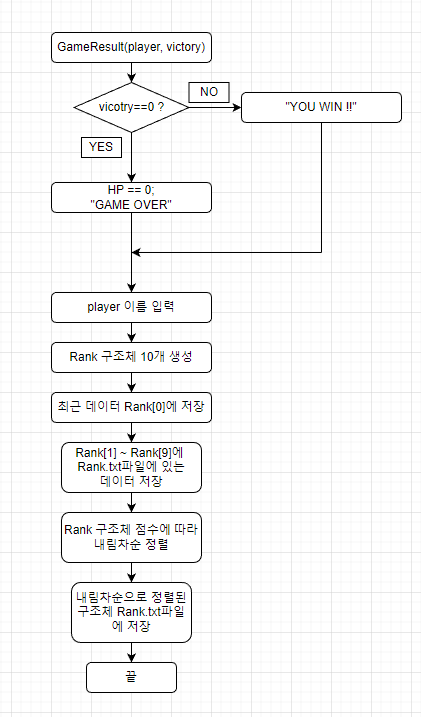 GameResult(player, victory)
vicotry==0 ?
NO
"YOU WIN !!"
YES
HP == 0;
"GAME OVER"
player 이름 입력
Rank 구조체 10개 생성
최근 데이터 Rank[0]에 저장
Rank[1] ~ Rank[9]에
Rank.txt파일에 있는
데이터 저장
Rank 구조체 점수에 따라
내림차순 정렬
내림차순으로 정렬된
구조체 Rank.txt파일
에 저장
끝